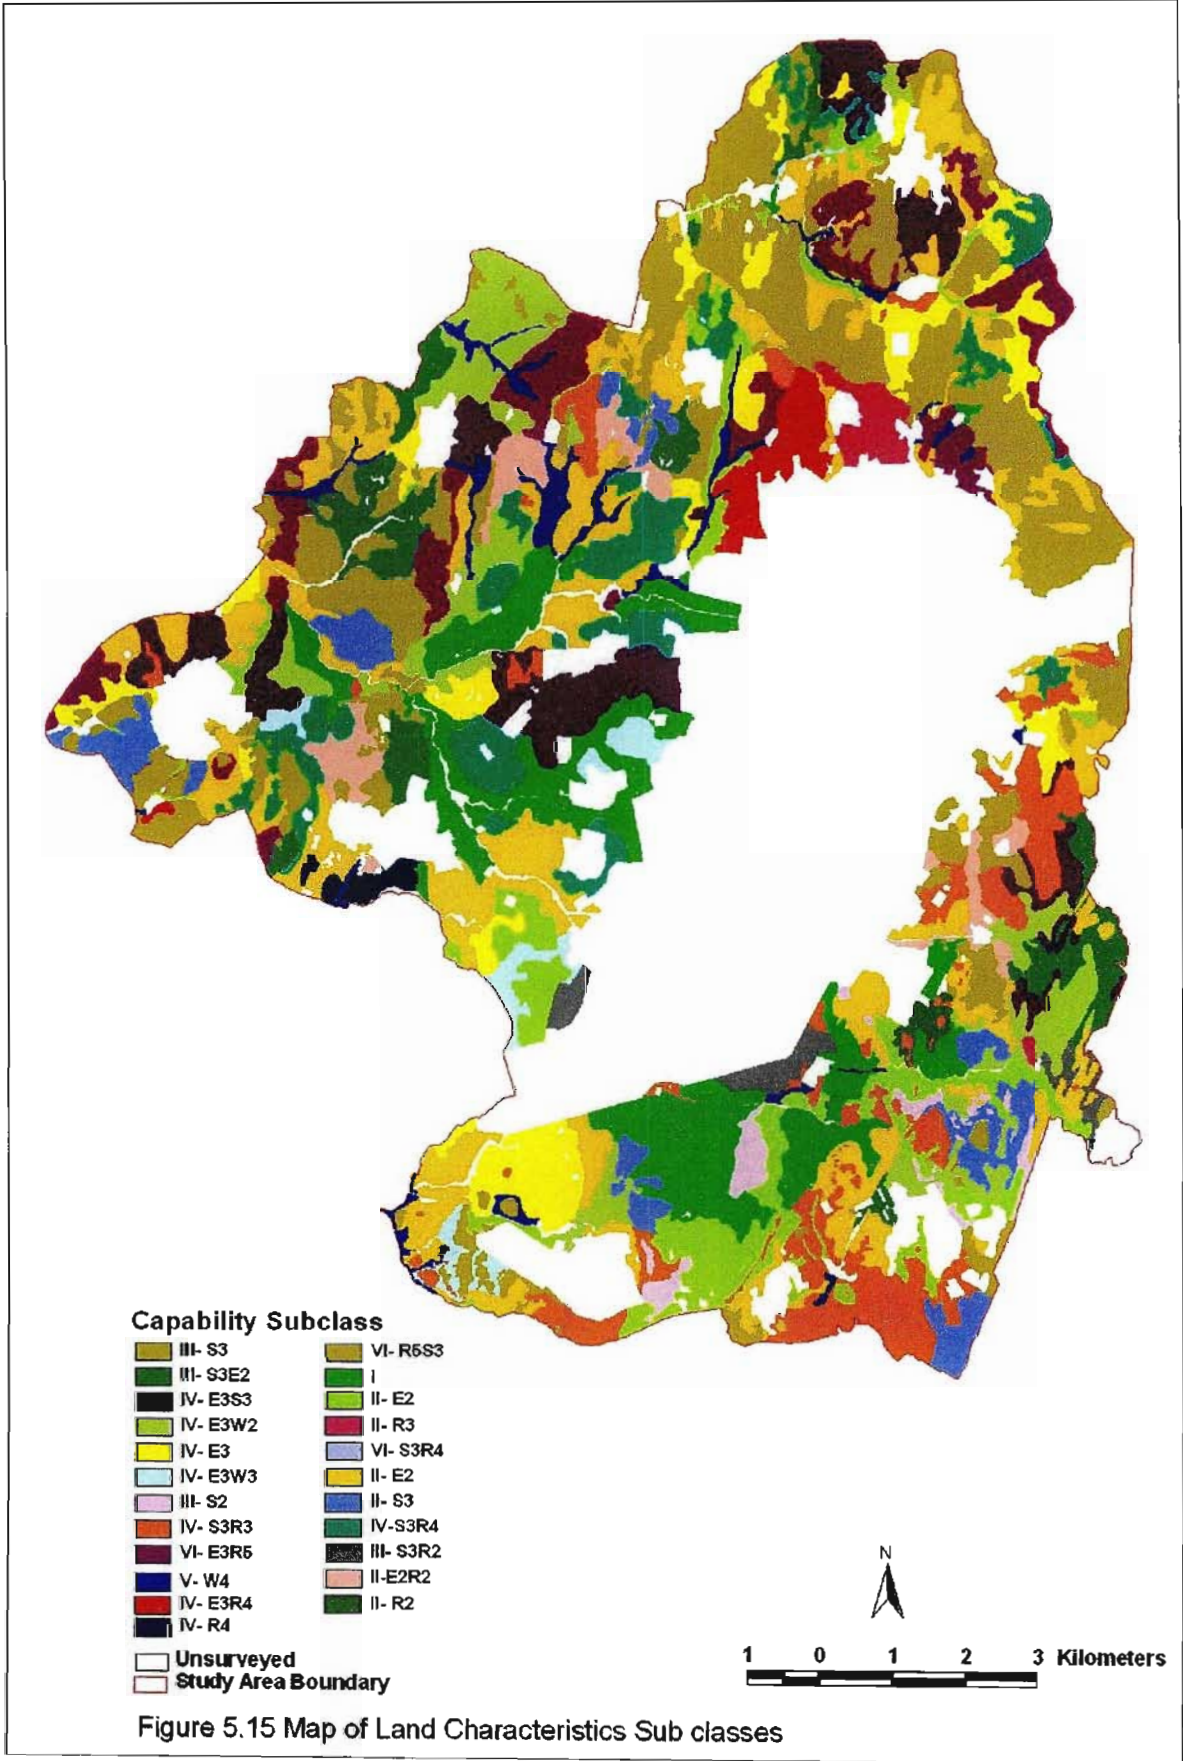 Capability Subclass
III- S3
III- S3E2
IV- E3S3
IV- E3W2
IV- E3
IV- E3W3
III- S2
IV- S3R3
VI- E3R5
V- W4
IV- E3R4
IV- R4
Unsurveyed
Study Area Boundary
VI- R5S3
I
II- E2
II- R3
VI- S3R4
II- E2
II- S3
IV-S3R4
III- S3R2
II-E2R2
II- R2
N
1 0 1 2 3 Kilometers
Figure 5.15 Map of Land Characteristics Sub classes